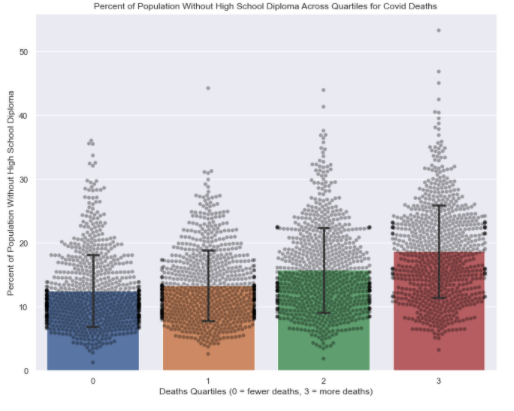 Percent of Population Without High School Diploma Across Quartiles for Covid Deaths
Percent of Population Without High School Diploma
50
40
30
20
10
0
0 1 2 3
Deaths Quartiles (0 = fewer deaths, 3 = more deaths)